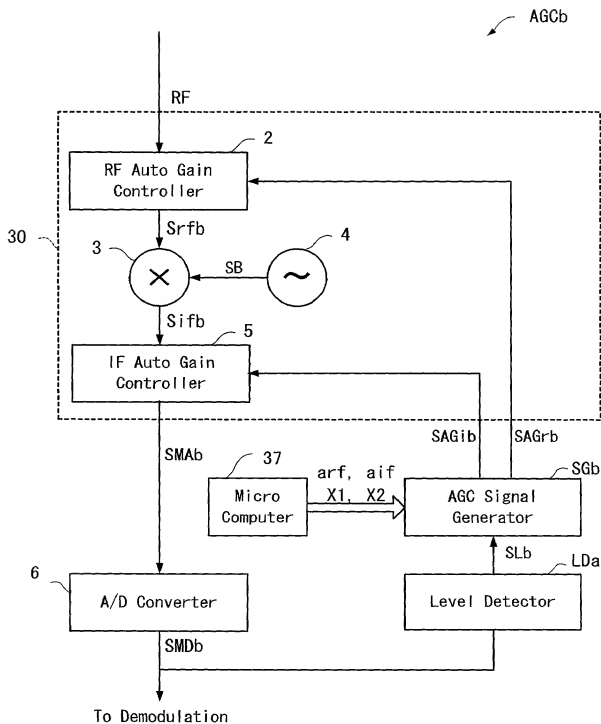 AGCb
RF
2
RF Auto Gain
Controller
30
Srfb
3
4
×
SB
~
Sifb
5
IF Auto Gain
Controller
SAGib
SAGrb
SMAb
37
arf, aif
SGb
Micro
Computer
X1, X2
AGC Signal
Generator
SLb
LDa
6
A/D Converter
Level Detector
SMDb
To Demodulation